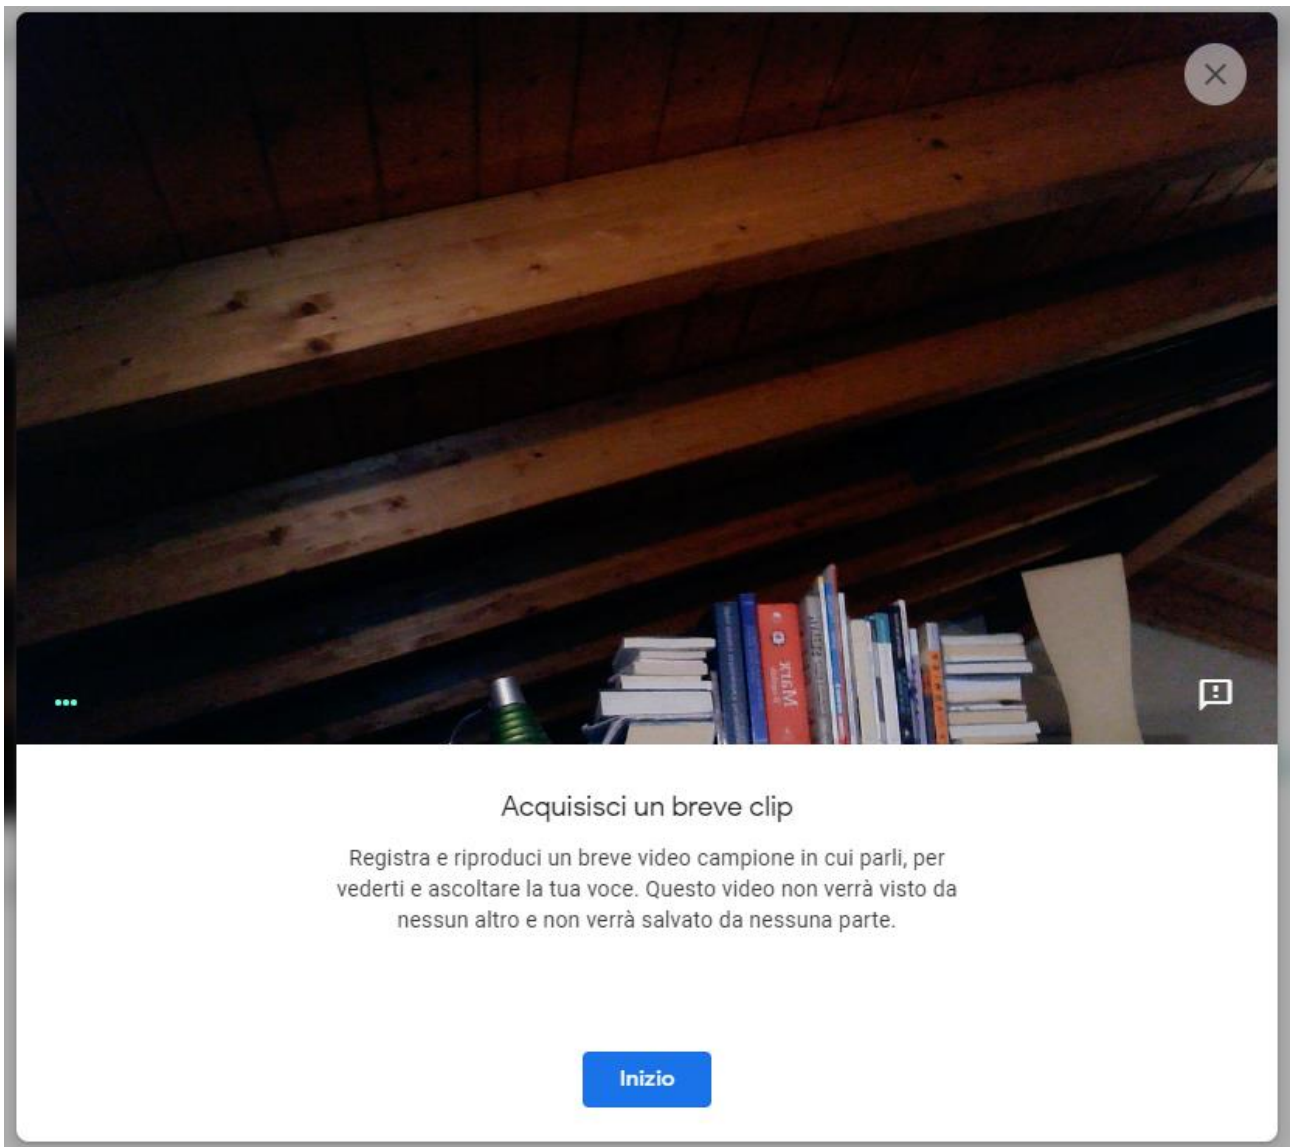 Acquisisci un breve clip
Registra e riproduci un breve video campione in cui parli, per
vederti e ascoltare la tua voce. Questo video non verrà visto da
nessun altro e non verrà salvato da nessuna parte.
Inizio